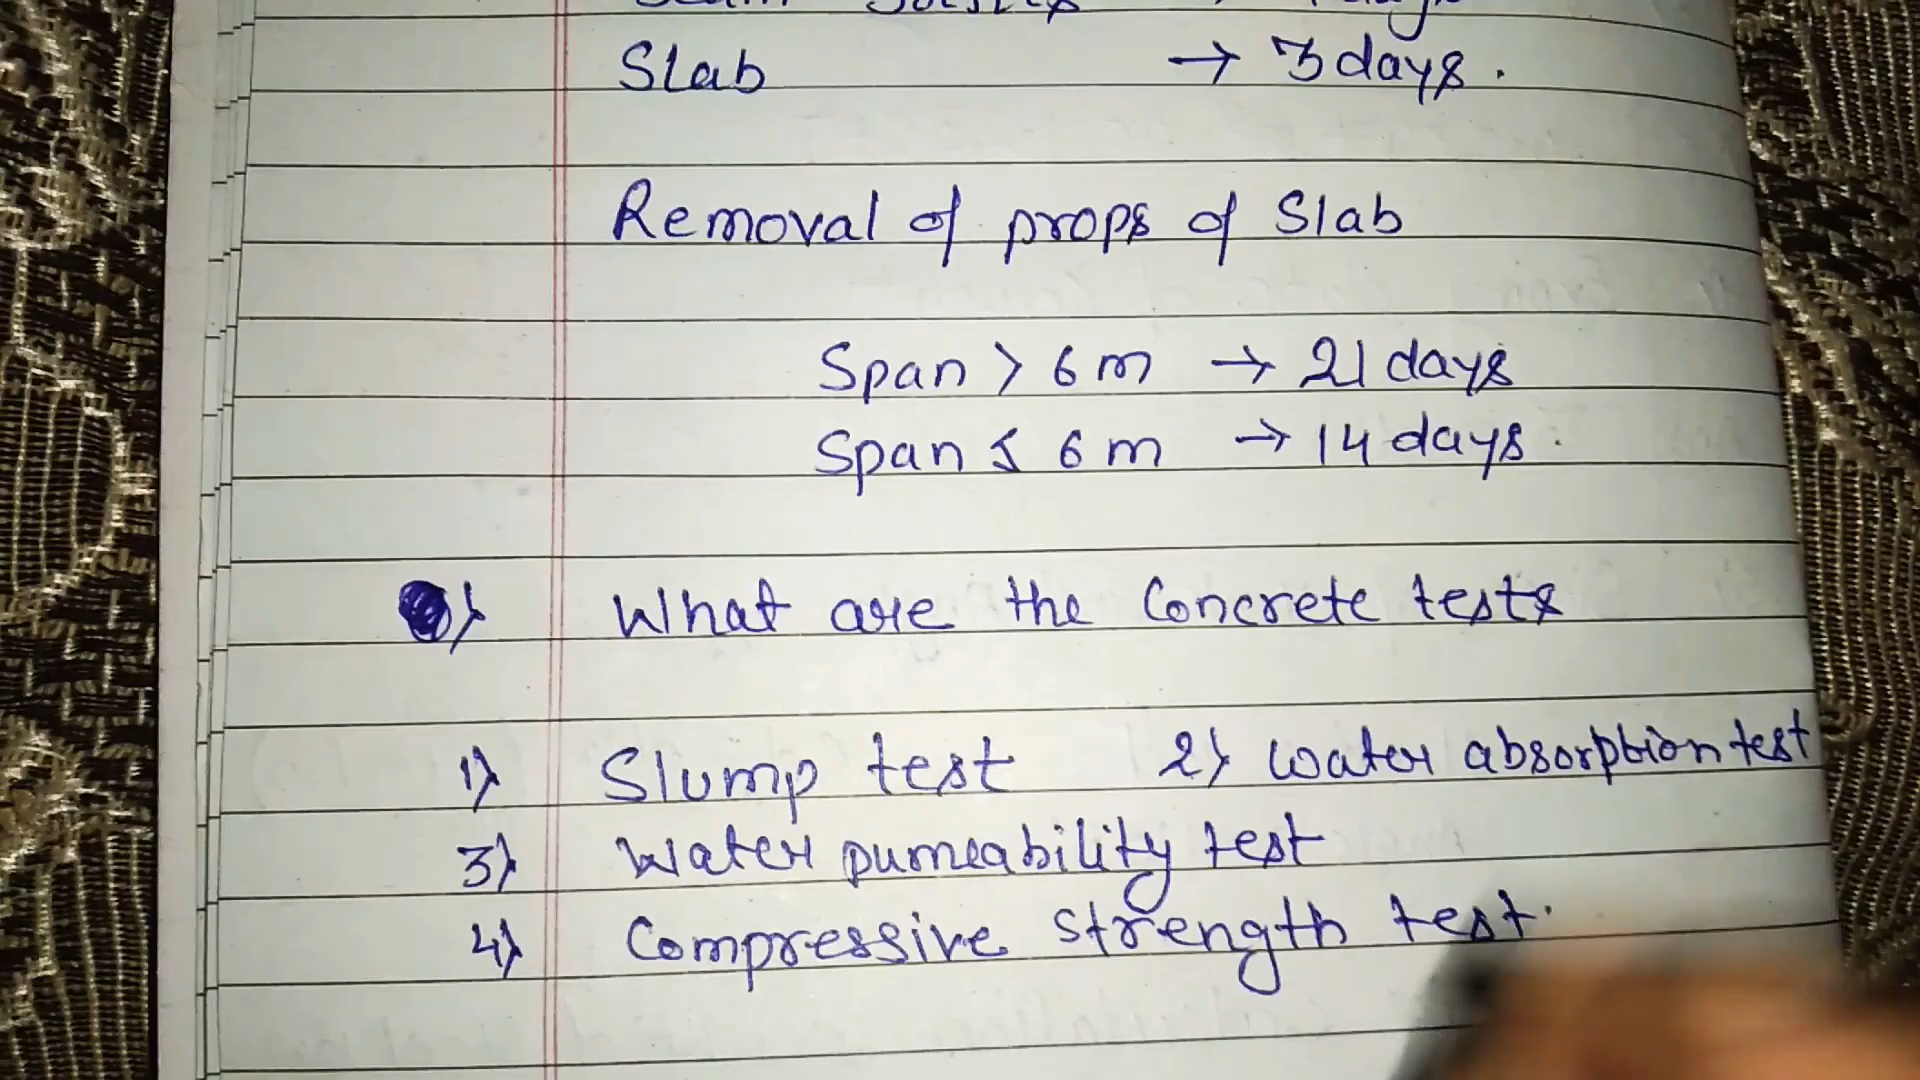 Slab → 3 days.
Removal of props of Slab
Span > 6 m → 21 days
Span ≤ 6 m → 14 days.
What are the Concrete tests
1) Slump test 2) Water absorption test
3) Water pumeability test
4) Compressive strength test.